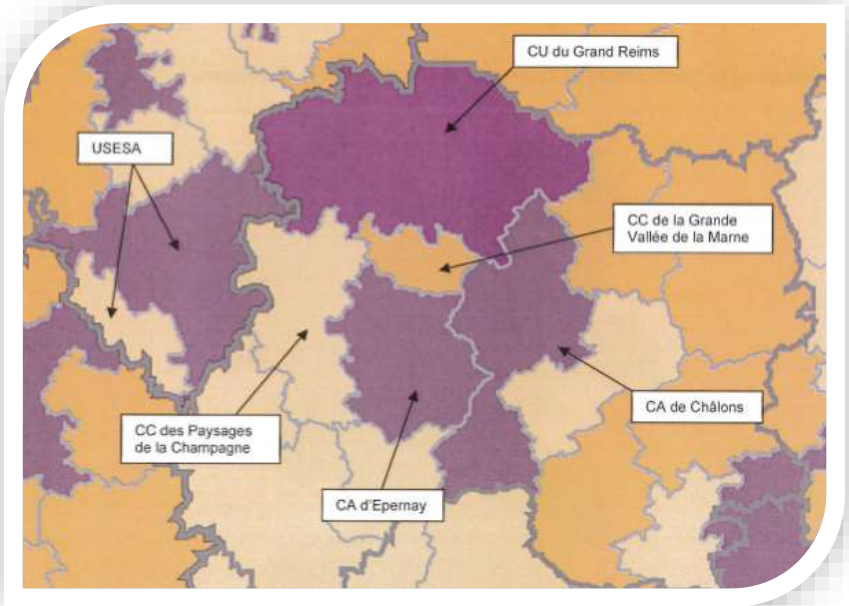 CU du Grand Reims
USESA
CC de la Grande
Vallée de la Marne
CA de Châlons
CC des Paysages
de la Champagne
CA d'Epernay